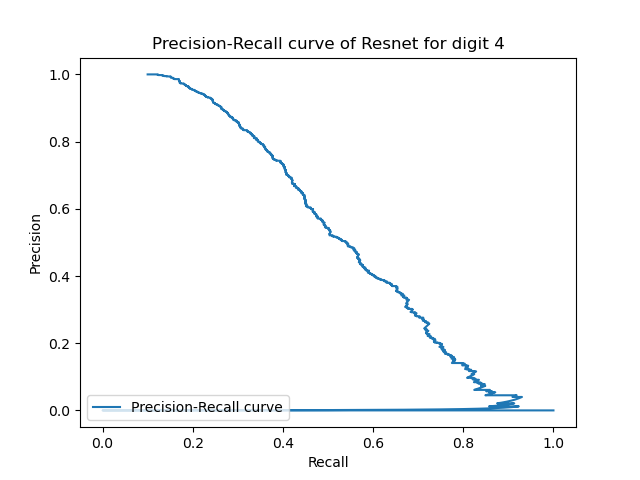 Precision-Recall curve of Resnet for digit 4
1.0
0.8
0.6
0.4
0.2
0.0
Precision
Precision-Recall curve
0.0 0.2 0.4 0.6 0.8 1.0
Recall